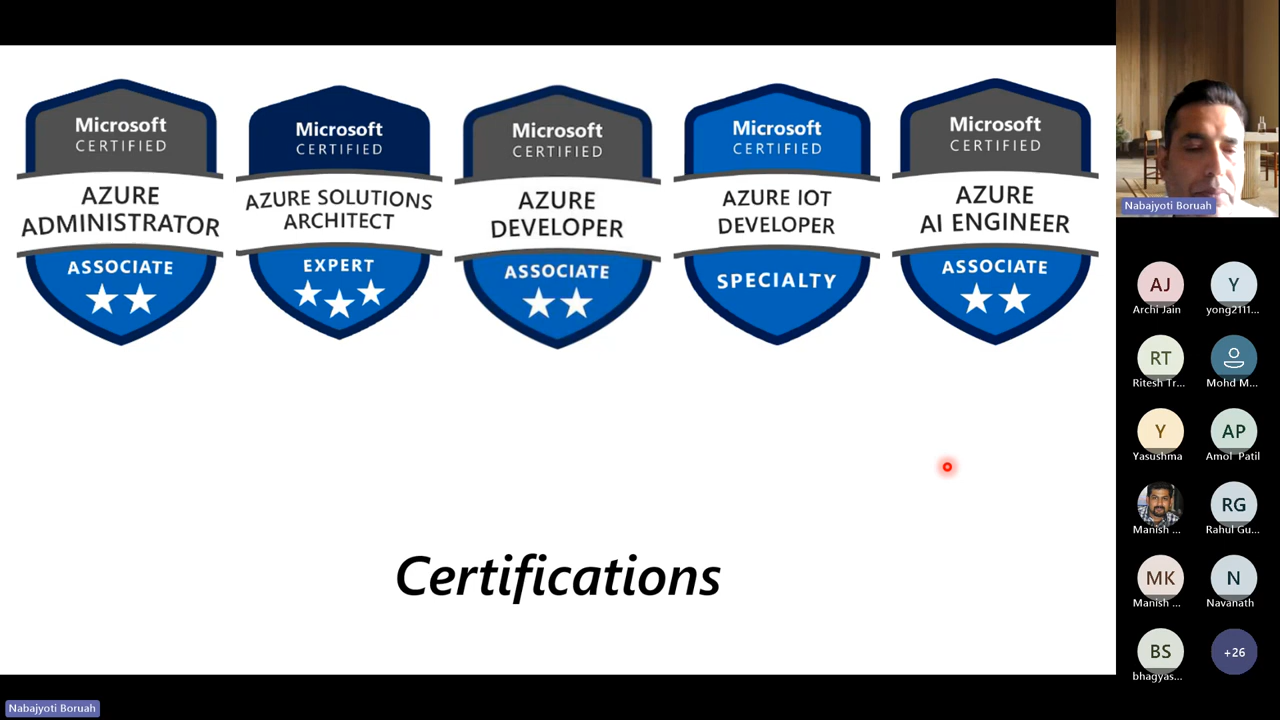 Microsoft
CERTIFIED
AZURE
ADMINISTRATOR
ASSOCIATE
Microsoft
CERTIFIED
AZURE SOLUTIONS
ARCHITECT
EXPERT
Microsoft
CERTIFIED
AZURE
DEVELOPER
ASSOCIATE
Microsoft
CERTIFIED
AZURE IOT
DEVELOPER
SPECIALTY
Microsoft
CERTIFIED
AZURE
AI ENGINEER
ASSOCIATE
Certifications
Nabajyoti Boruah
Nabajyoti Boruah
AJ
Archi Jain
Y
yong2111...
RT
Ritesh Tr...
Mohd M...
Y
Yasushma
AP
Amol Patil
Manish ...
RG
Rahul Gu...
MK
Manish ...
N
Navanath
BS
bhagyas...
+26